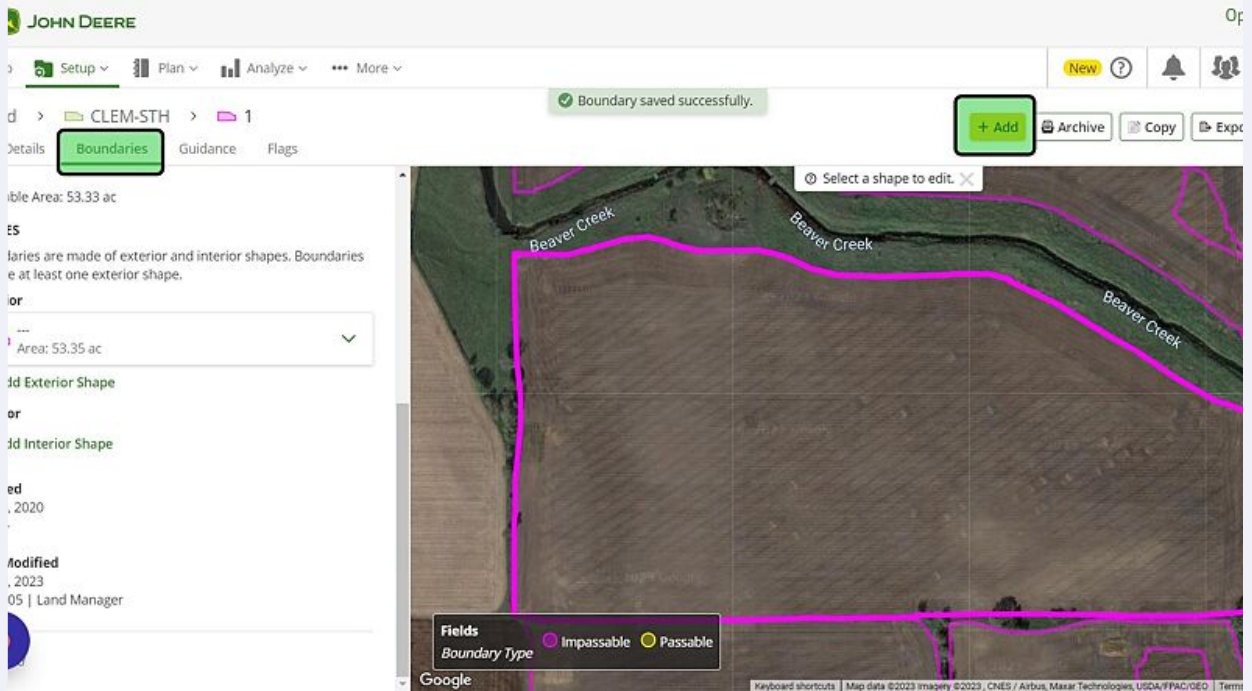 JOHN DEERE
Op
Setup Plan Analyze More New
d > CLEM-STH > 1
Boundary saved successfully.
+ Add Archive Copy Expo
Details Boundaries Guidance Flags
Select a shape to edit.
able Area: 53.33 ac
ES
daries are made of exterior and interior shapes. Boundaries
e at least one exterior shape.
ior
---
Area: 53.35 ac
dd Exterior Shape
or
dd Interior Shape
ed
, 2020
Modified
, 2023
05 | Land Manager
Beaver Creek
Beaver Creek
Beaver Creek
Fields
Boundary Type
Impassable Passable
Google
Keyboard shortcuts Map data ©2023 Imagery ©2023 , CNES / Airbus, Maxar Technologies, USDA/FPAC/GEO Terms